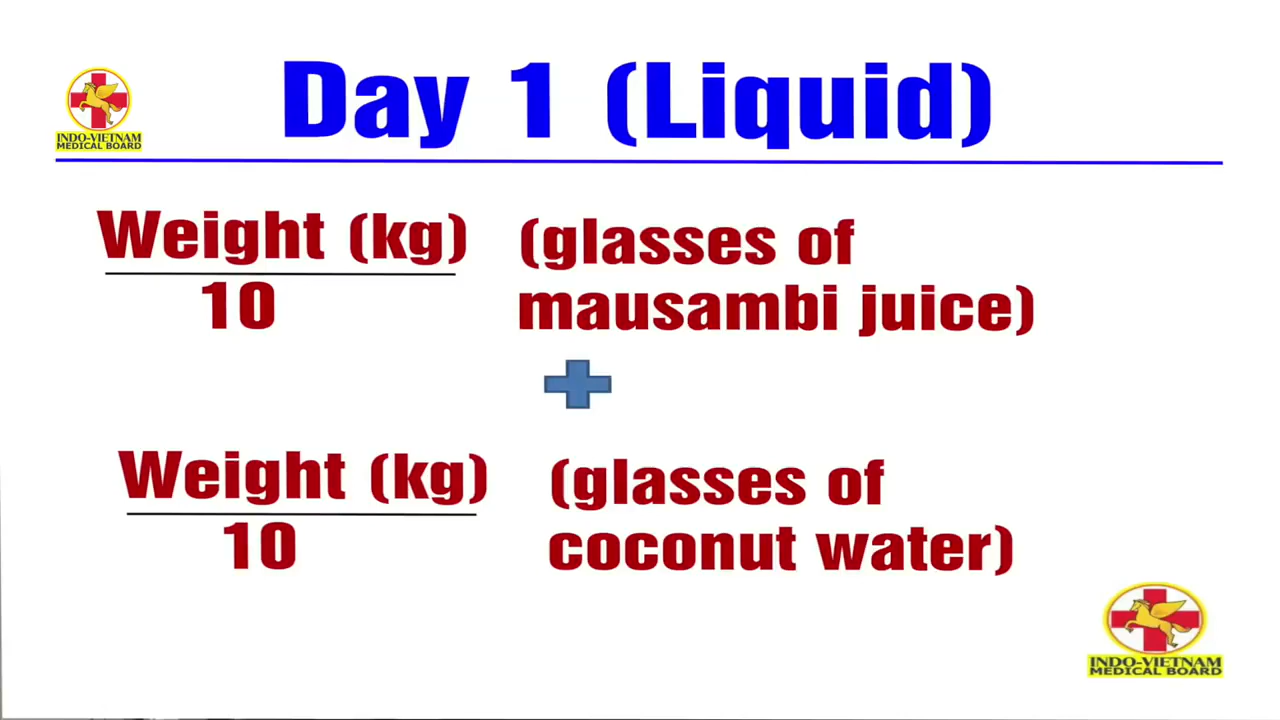 Day 1 (Liquid)
INDO-VIETNAM
MEDICAL BOARD
Weight (kg)
10
(glasses of
mausambi juice)
Weight (kg)
10
(glasses of
coconut water)
INDO-VIETNAM
MEDICAL BOARD